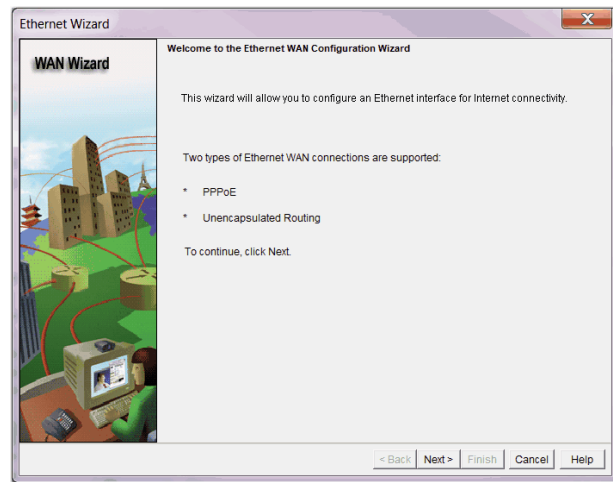 Ethernet Wizard
X
WAN Wizard
Welcome to the Ethernet WAN Configuration Wizard
This wizard will allow you to configure an Ethernet interface for Internet connectivity.
Two types of Ethernet WAN connections are supported:
* PPPoE
* Unencapsulated Routing
To continue, click Next.
< Back Next > Finish Cancel Help